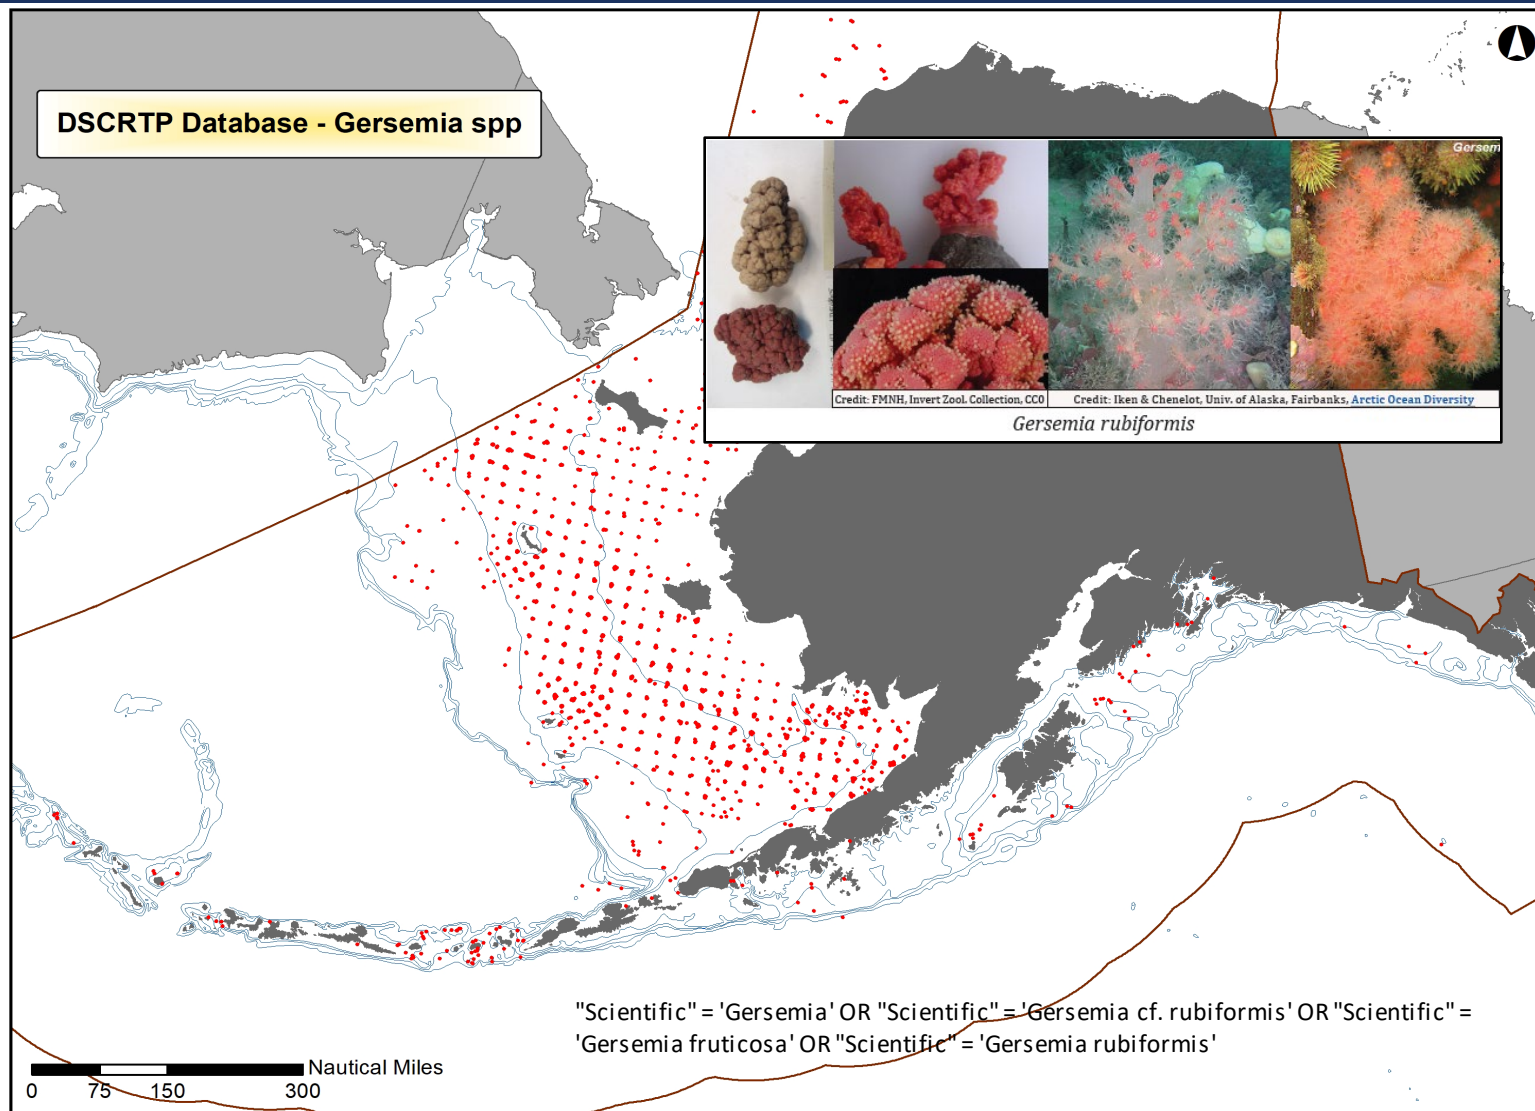 DSCRTP Database - Gersemia spp
Gersem
Credit: FMNH, Invert Zool. Collection, CC0
Credit: Iken & Chenelot, Univ. of Alaska, Fairbanks, Arctic Ocean Diversity
Gersemia rubiformis
"Scientific" = 'Gersemia' OR "Scientific" = 'Gersemia cf. rubiformis' OR "Scientific" =
'Gersemia fruticosa' OR "Scientific" = 'Gersemia rubiformis'
Nautical Miles
0 75 150 300